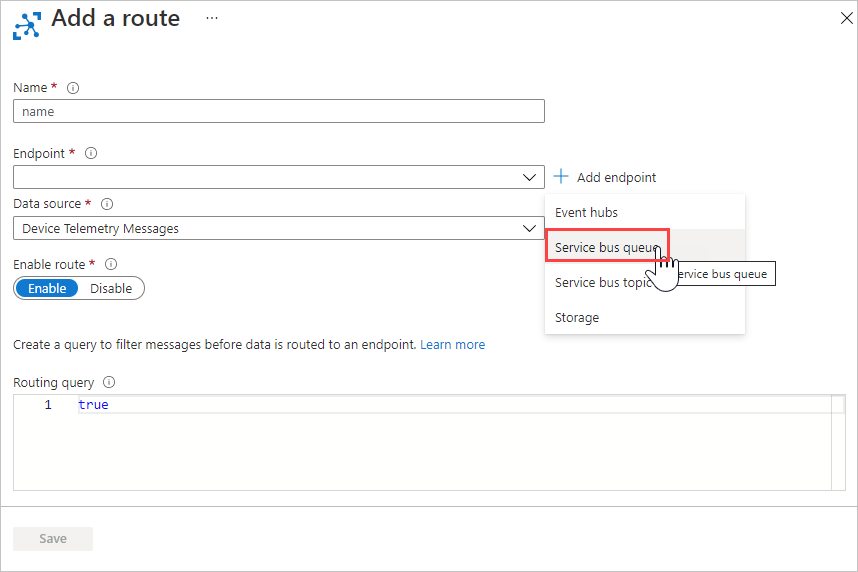 Add a route ...
Name *
name
Endpoint *
Add endpoint
Data source *
Device Telemetry Messages
Event hubs
Service bus queue
ervice bus queue
Service bus topic
Storage
Enable route *
Enable Disable
Create a query to filter messages before data is routed to an endpoint. Learn more
Routing query
1 true
Save